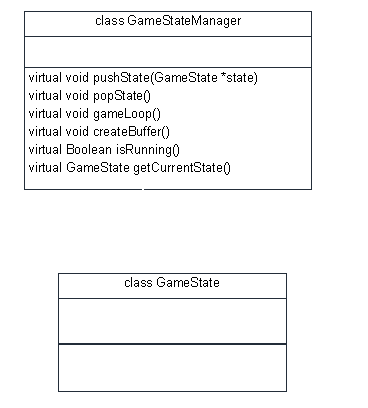 class GameStateManager
virtual void pushState(GameState *state)
virtual void popState()
virtual void gameLoop()
virtual void createBuffer()
virtual Boolean isRunning()
virtual GameState getCurrentState()
class GameState